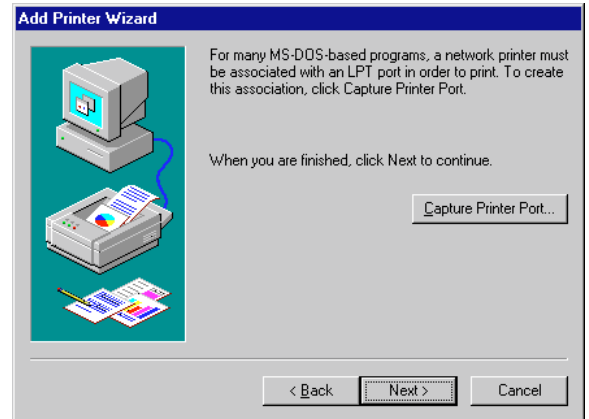 Add Printer Wizard
For many MS-DOS-based programs, a network printer must
be associated with an LPT port in order to print. To create
this association, click Capture Printer Port.
When you are finished, click Next to continue.
Capture Printer Port...
< Back
Next >
Cancel